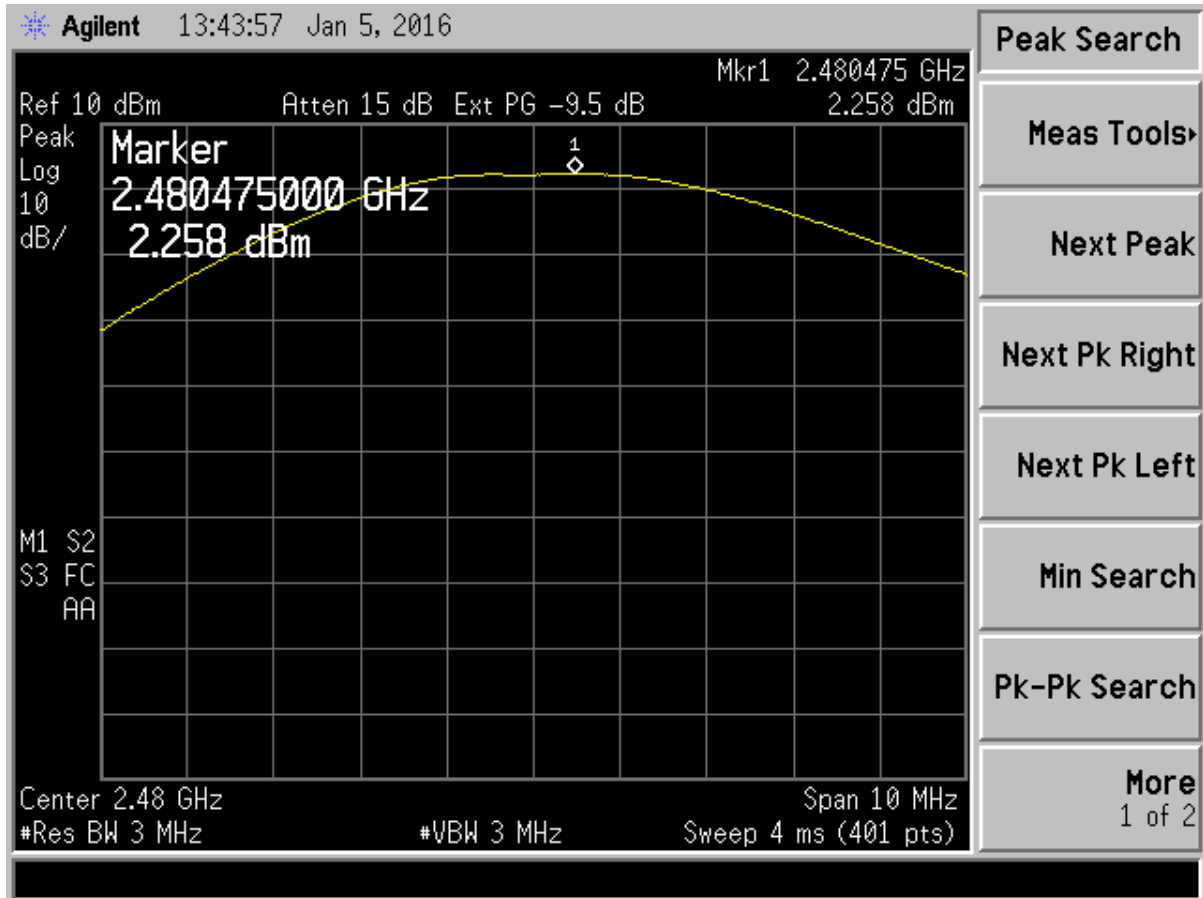 Agilent 13:43:57 Jan 5, 2016
Peak Search
Mkr1 2.480475 GHz
Ref 10 dBm Atten 15 dB Ext PG -9.5 dB 2.258 dBm
Peak
Log
10
dB/
Marker
2.480475000 GHz
2.258 dBm
1
M1 S2
S3 FC
AA
Center 2.48 GHz Span 10 MHz
#Res BW 3 MHz #VBW 3 MHz Sweep 4 ms (401 pts)
Meas Tools
Next Peak
Next Pk Right
Next Pk Left
Min Search
Pk-Pk Search
More
1 of 2